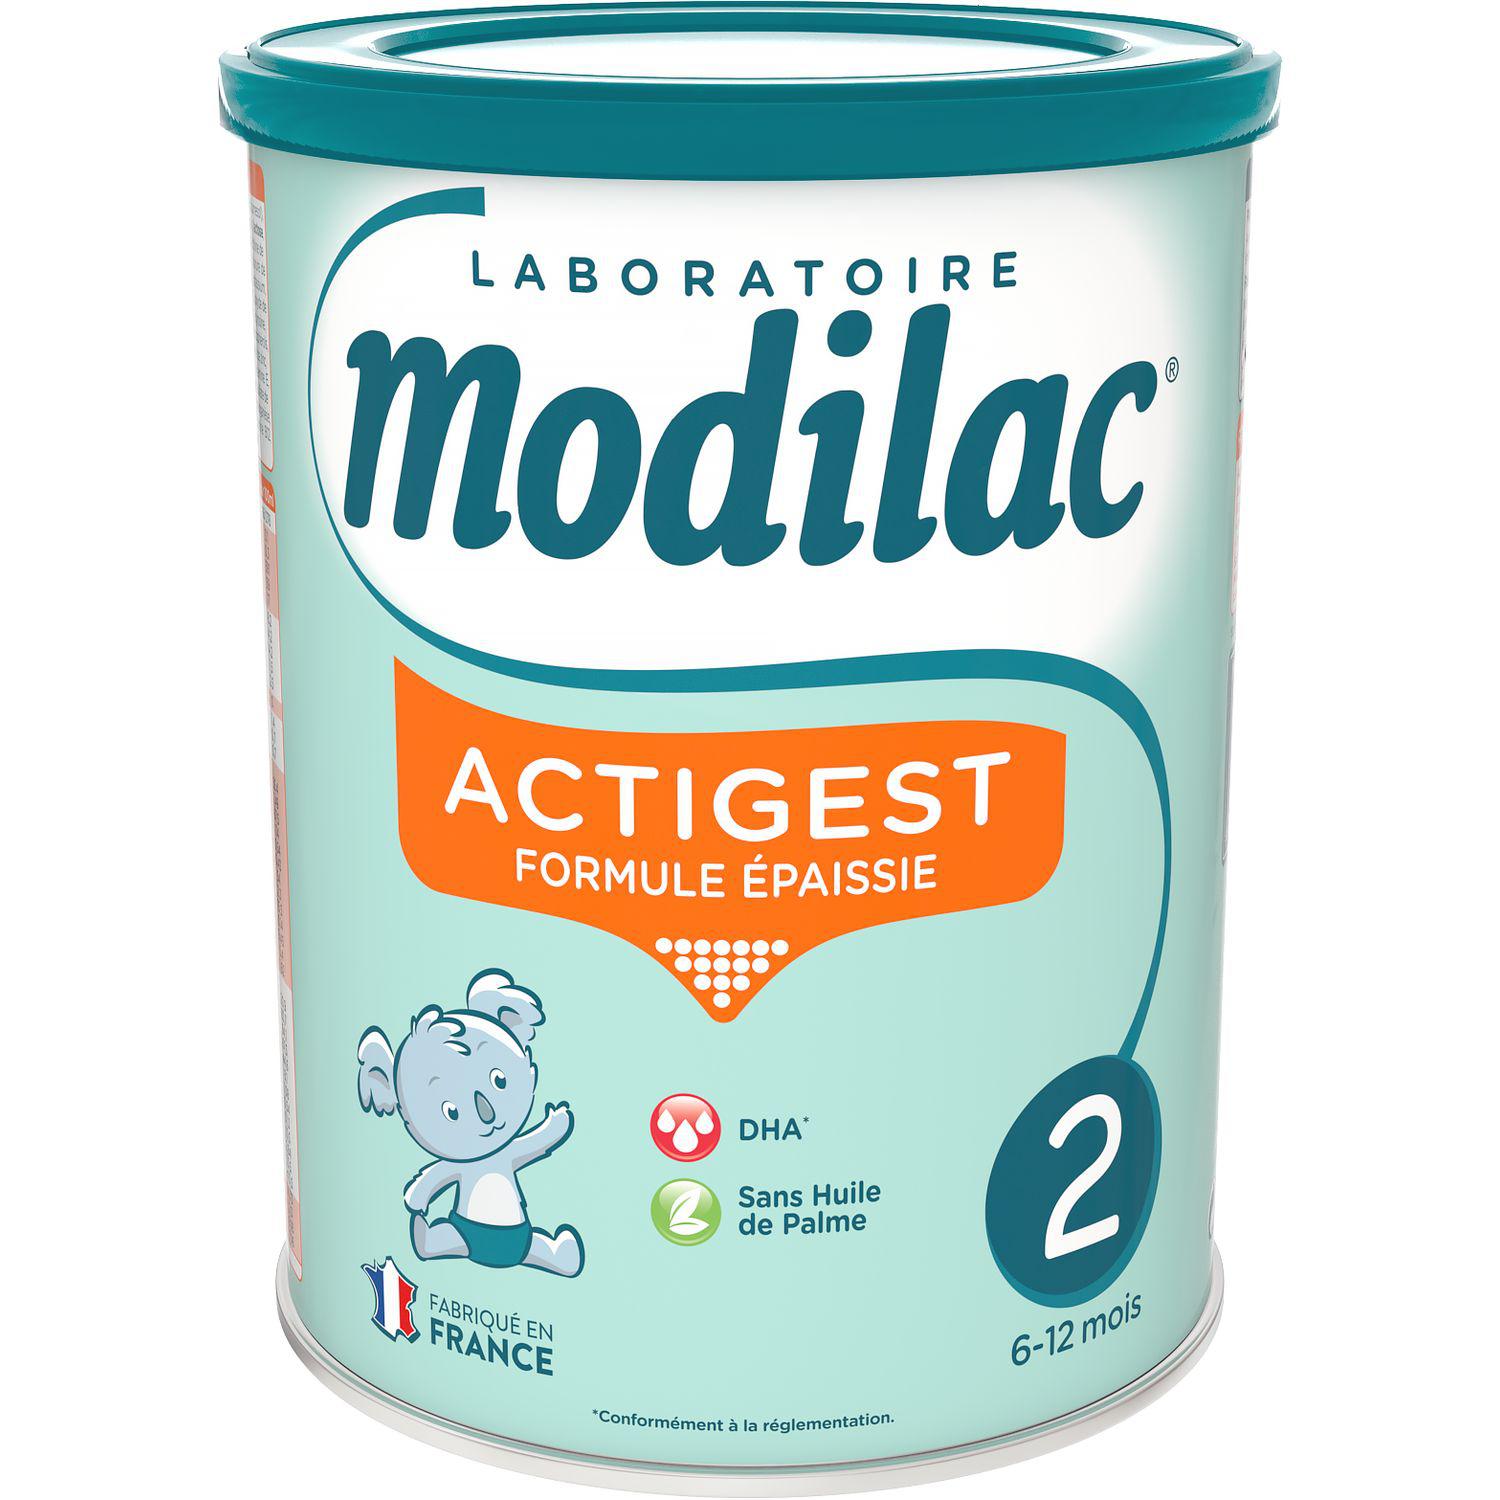 LABORATOIRE
modilac®
ACTIGEST
FORMULE ÉPAISSIE
DHA*
Sans Huile
de Palme
2
6-12 mois
FABRIQUÉ EN
FRANCE
*Conformément à la réglementation.